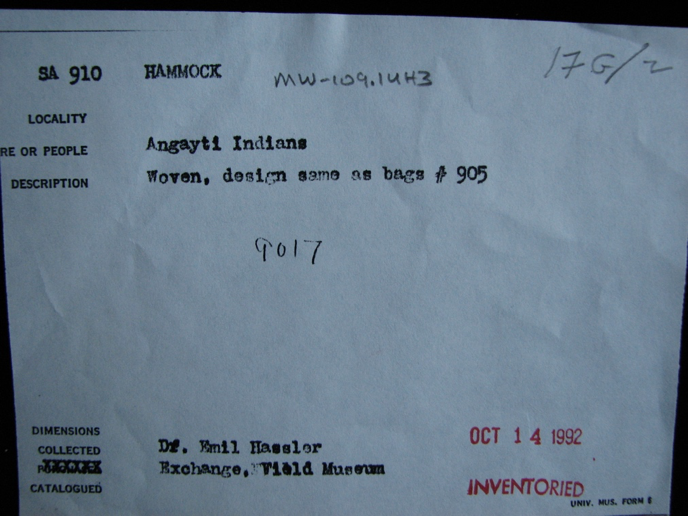 SA 910 HAMMOCK MW-109.1443 17G/2
LOCALITY
RE OR PEOPLE Angayti Indians
DESCRIPTION Woven, design same as bags # 905
9017
DIMENSIONS
COLLECTED Dr. Emil Hassler
Exchange, Field Museum
CATALOGUED
OCT 14 1992
INVENTORIED
UNIV. MUS. FORM